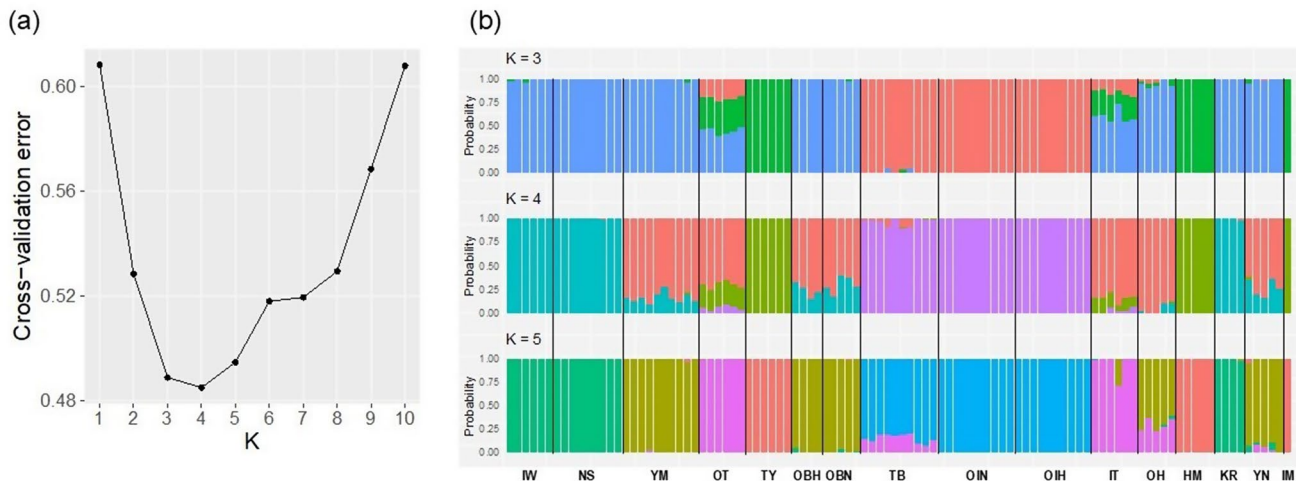 (a)
Cross-validation error
0.60
0.56
0.52
0.48
1 2 3 4 5 6 7 8 9 10
K
(b)
K = 3
Probability
1.00
0.75
0.50
0.25
0.00
K = 4
Probability
1.00
0.75
0.50
0.25
0.00
K = 5
Probability
1.00
0.75
0.50
0.25
0.00
IW NS YM OT TY OBH OBN TB OIN OIH IT OH HM KR YN IM